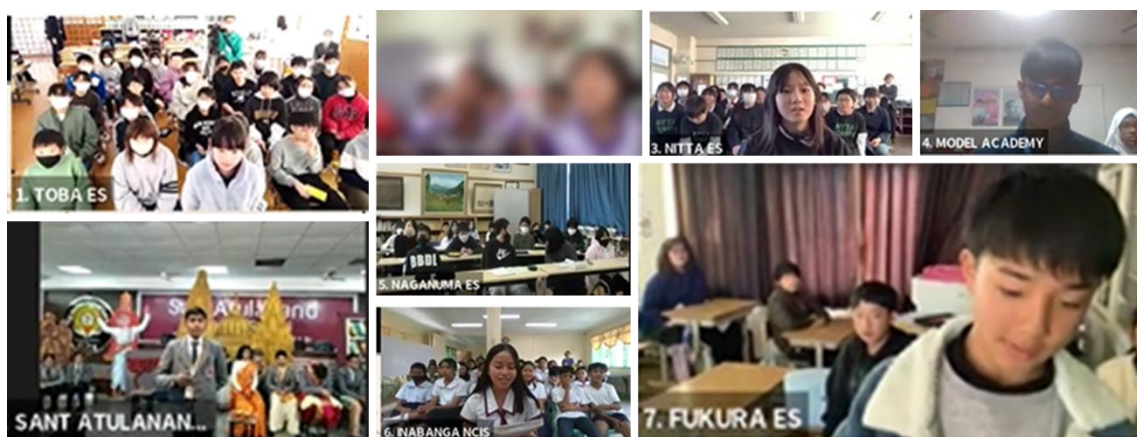 1. TOBA ES
3. NITTA ES
4. MODEL ACADEMY
5. NAGANUMA ES
BBDL
SANT ATULANAN...
6. INABANGA NCIS
7. FUKURA ES